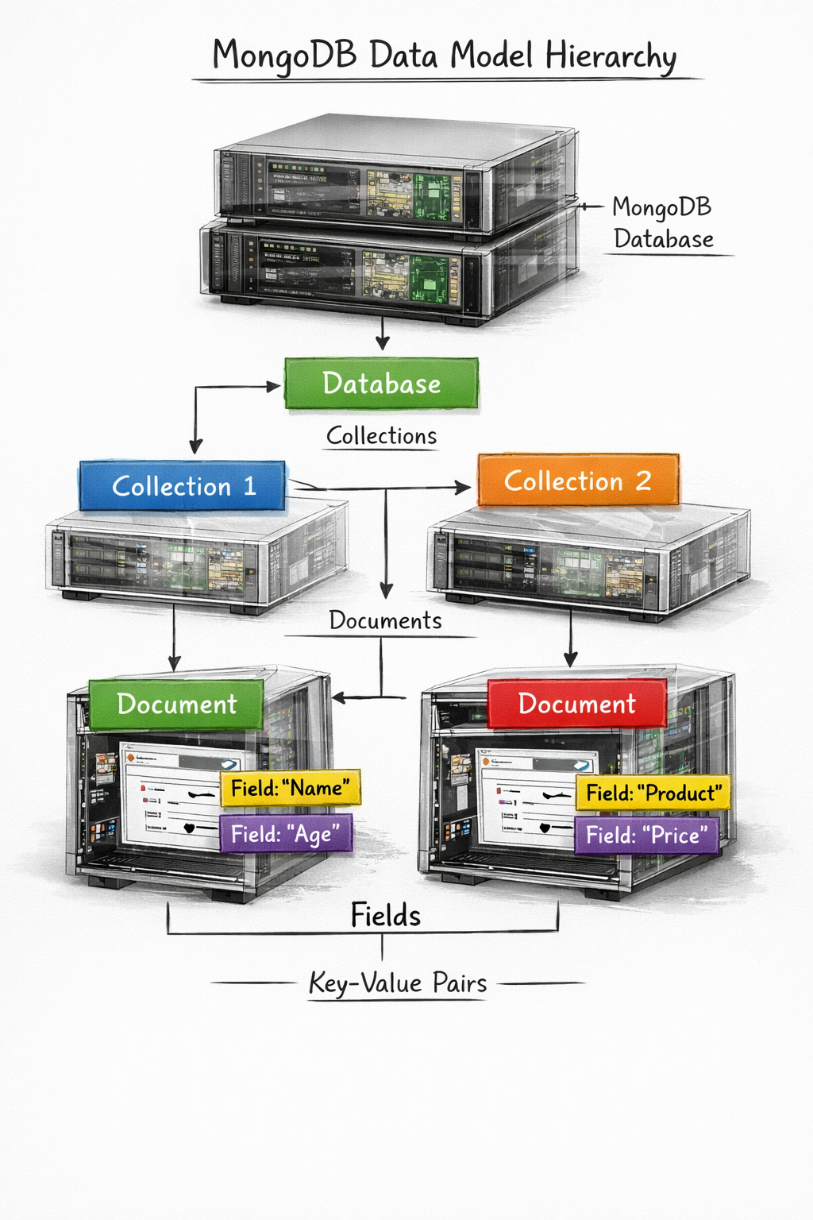 MongoDB Data Model Hierarchy
MongoDB
Database
Database
Collections
Collection 1
Collection 2
Documents
Document
Document
Field: “Name”
Field: “Age”
Field: “Product”
Field: “Price”
Fields
Key-Value Pairs